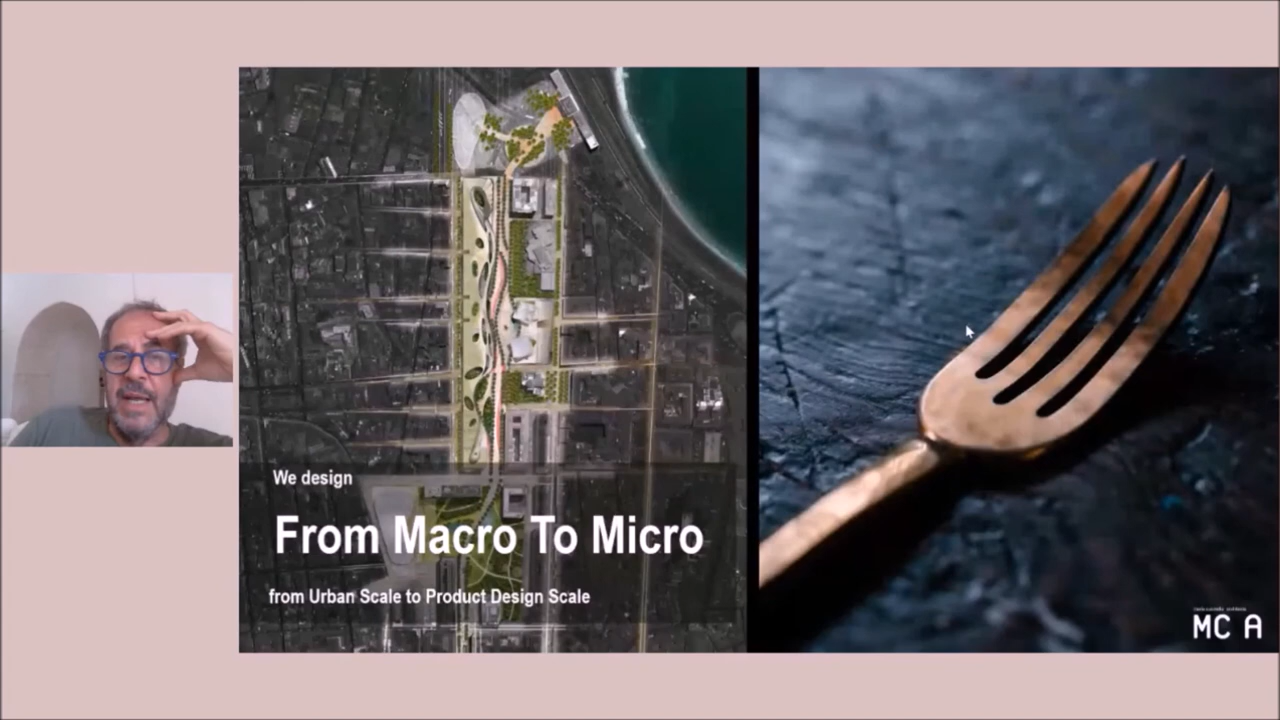 We design
From Macro To Micro
from Urban Scale to Product Design Scale
MC A